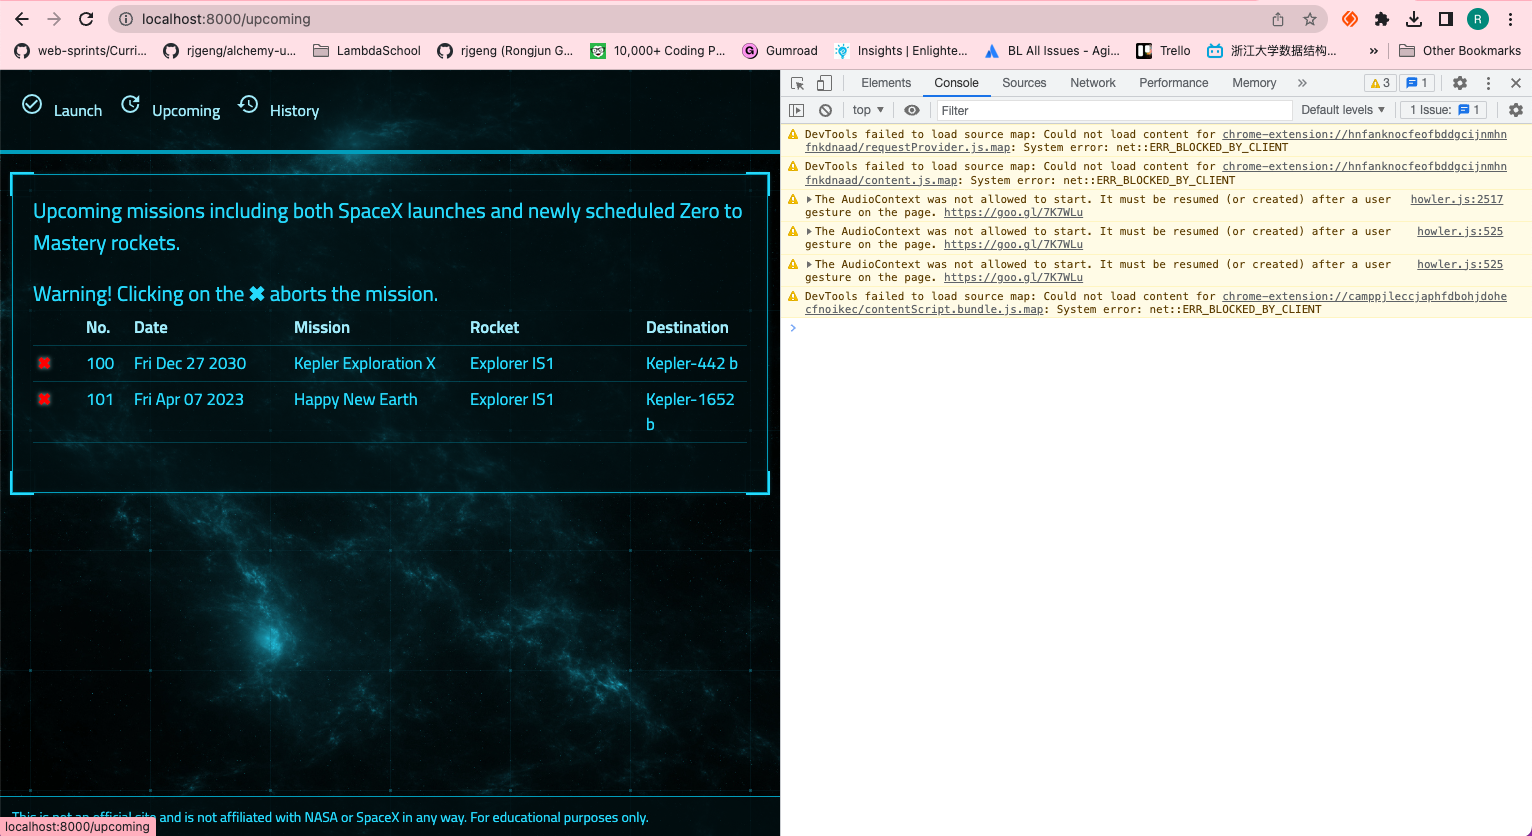 localhost:8000/upcoming
R
web-sprints/Curri...
rjgeng/alchemy-u...
LambdaSchool
rjgeng (Rongjun G...
10,000+ Coding P...
Gumroad
Insights | Enlighte...
BL All Issues - Agi...
Trello
浙江大学数据结构...
»
Other Bookmarks
Launch
Upcoming
History
Upcoming missions including both SpaceX launches and newly scheduled Zero to
Mastery rockets.
Warning! Clicking on the ✖ aborts the mission.
No. Date Mission Rocket Destination
✖ 100 Fri Dec 27 2030 Kepler Exploration X Explorer IS1 Kepler-442 b
✖ 101 Fri Apr 07 2023 Happy New Earth Explorer IS1 Kepler-1652
b
This is not an official site and is not affiliated with NASA or SpaceX in any way. For educational purposes only.
localhost:8000/upcoming
Elements Console Sources Network Performance Memory » 3 1
top Filter Default levels 1 Issue: 1
DevTools failed to load source map: Could not load content for chrome-extension://hnfanknocfeofbddgcijnmhn
fnkdnaad/requestProvider.js.map: System error: net::ERR_BLOCKED_BY_CLIENT
DevTools failed to load source map: Could not load content for chrome-extension://hnfanknocfeofbddgcijnmhn
fnkdnaad/content.js.map: System error: net::ERR_BLOCKED_BY_CLIENT
The AudioContext was not allowed to start. It must be resumed (or created) after a user howler.js:2517
gesture on the page. https://goo.gl/7K7WLu
The AudioContext was not allowed to start. It must be resumed (or created) after a user howler.js:525
gesture on the page. https://goo.gl/7K7WLu
The AudioContext was not allowed to start. It must be resumed (or created) after a user howler.js:525
gesture on the page. https://goo.gl/7K7WLu
DevTools failed to load source map: Could not load content for chrome-extension://camppjleccjaphfdbohjdohe
cfnoikec/contentScript.bundle.js.map: System error: net::ERR_BLOCKED_BY_CLIENT